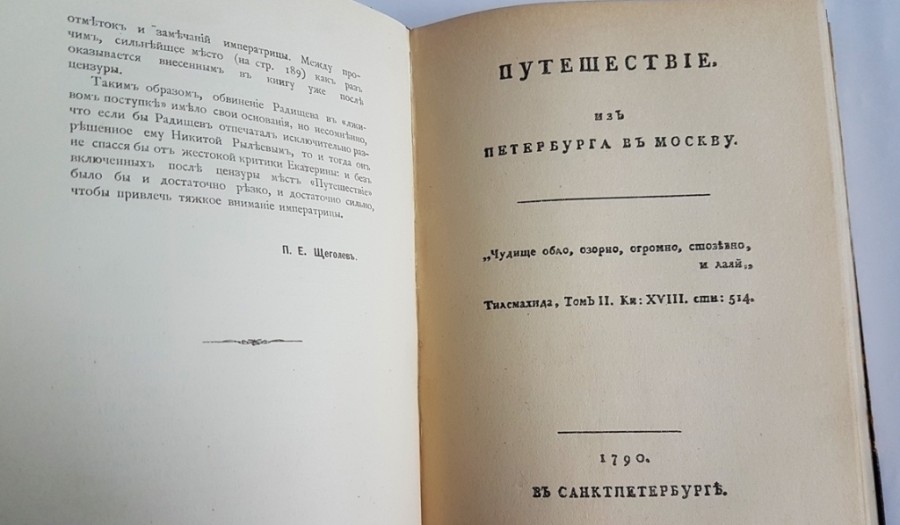 отмѣтокъ и замѣчаній императрицы. Между про-
чимъ, сильнѣйшее мѣсто (на стр. 189) какъ разъ
оказывается внесеннымъ въ книгу уже послѣ
цензуры.
Такимъ образомъ, обвиненіе Радищева въ «лжи-
вомъ поступкѣ» имѣло свои основанія, но несомнѣнно,
что если бы Радищевъ отпечаталъ исключительно раз-
рѣшенное ему Никитой Рылѣевымъ, то и тогда онъ
не спасся бы отъ жестокой критики Екатерины: и безъ
включенныхъ послѣ цензуры мѣстъ «Путешествіе»
было бы и достаточно рѣзко, и достаточно сильно,
чтобы привлечь тяжкое вниманіе императрицы.
П. Е. Щеголевъ.
ПУТЕШЕСТВІЕ.
изъ
ПЕТЕРБУРГА ВЪ МОСКВУ.
„Чудище обло, озорно, огромно, стозѣвно,
и лаяй„
Тилемахида, Томъ II. Кн: XVIII. сти: 514.
1790.
ВЪ САНКТПЕТЕРБУРГѢ.